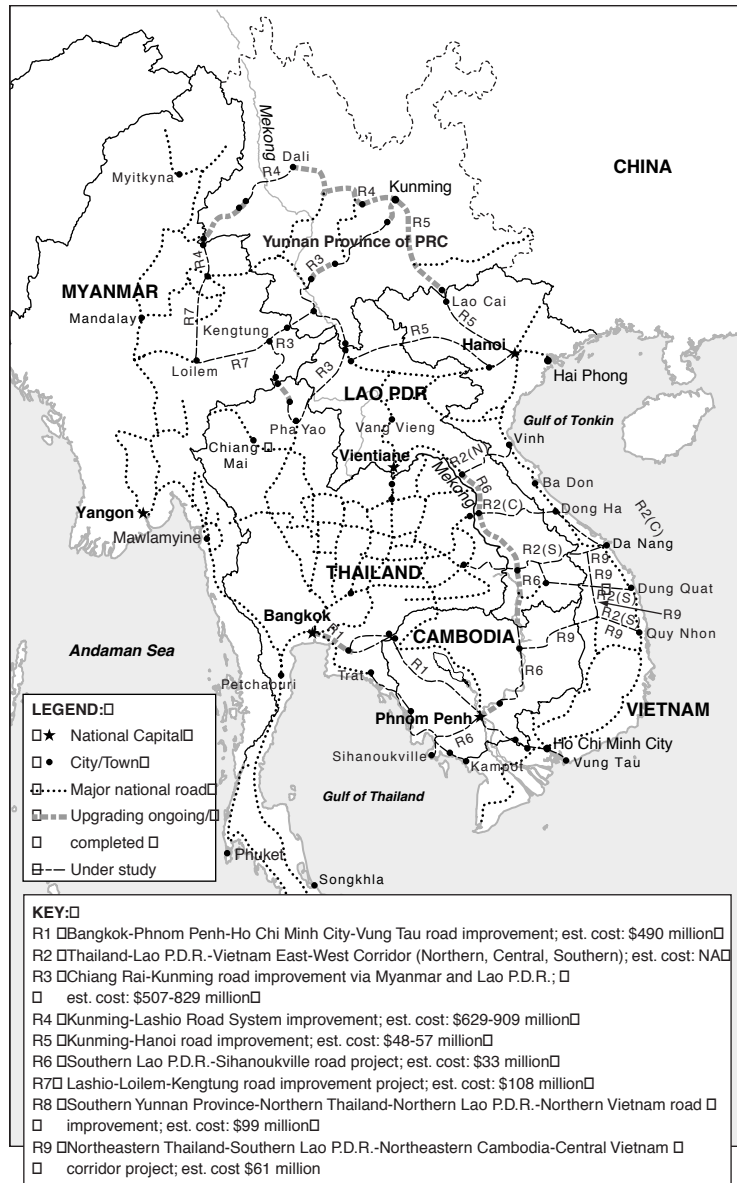 Mekong
Dali
R4
CHINA
Myitkyna
R4
Kunming
R5
Yunnan Province of PRC
R4
R3
MYANMAR
Lao Cai
R7
Mandalay
Kengtung
R5
R5
R3
Hanoi
Loilem
R7
R3
Hai Phong
LAO PDR
Pha Yao
Vang Vieng
Gulf of Tonkin
Chiang
Mai
Vinh
Vientiane
R2(N)
R6
Mekong
Ba Don
Yangon
R2(C)
Dong Ha
R2(C)
Mawlamyine
R2(S)
Da Nang
R9
THAILAND
R6
R9
Dung Quat
R2(S)
R9
Bangkok
R2(S)
R1
CAMBODIA
R9
R9
Quy Nhon
Andaman Sea
R1
R6
Petchaburi
Trat
VIETNAM
Phnom Penh
R6
Ho Chi Minh City
Sihanoukville
Kampot
Vung Tau
Gulf of Thailand
Phuket
Songkhla
LEGEND:
National Capital
City/Town
Major national road
Upgrading ongoing/
completed
Under study
KEY:
R1 Bangkok-Phnom Penh-Ho Chi Minh City-Vung Tau road improvement; est. cost: $490 million
R2 Thailand-Lao P.D.R.-Vietnam East-West Corridor (Northern, Central, Southern); est. cost: NA
R3 Chiang Rai-Kunming road improvement via Myanmar and Lao P.D.R.;
est. cost: $507-829 million
R4 Kunming-Lashio Road System improvement; est. cost: $629-909 million
R5 Kunming-Hanoi road improvement; est. cost: $48-57 million
R6 Southern Lao P.D.R.-Sihanoukville road project; est. cost: $33 million
R7 Lashio-Loilem-Kengtung road improvement project; est. cost: $108 million
R8 Southern Yunnan Province-Northern Thailand-Northern Lao P.D.R.-Northern Vietnam road
improvement; est. cost: $99 million
R9 Northeastern Thailand-Southern Lao P.D.R.-Northeastern Cambodia-Central Vietnam
corridor project; est. cost $61 million